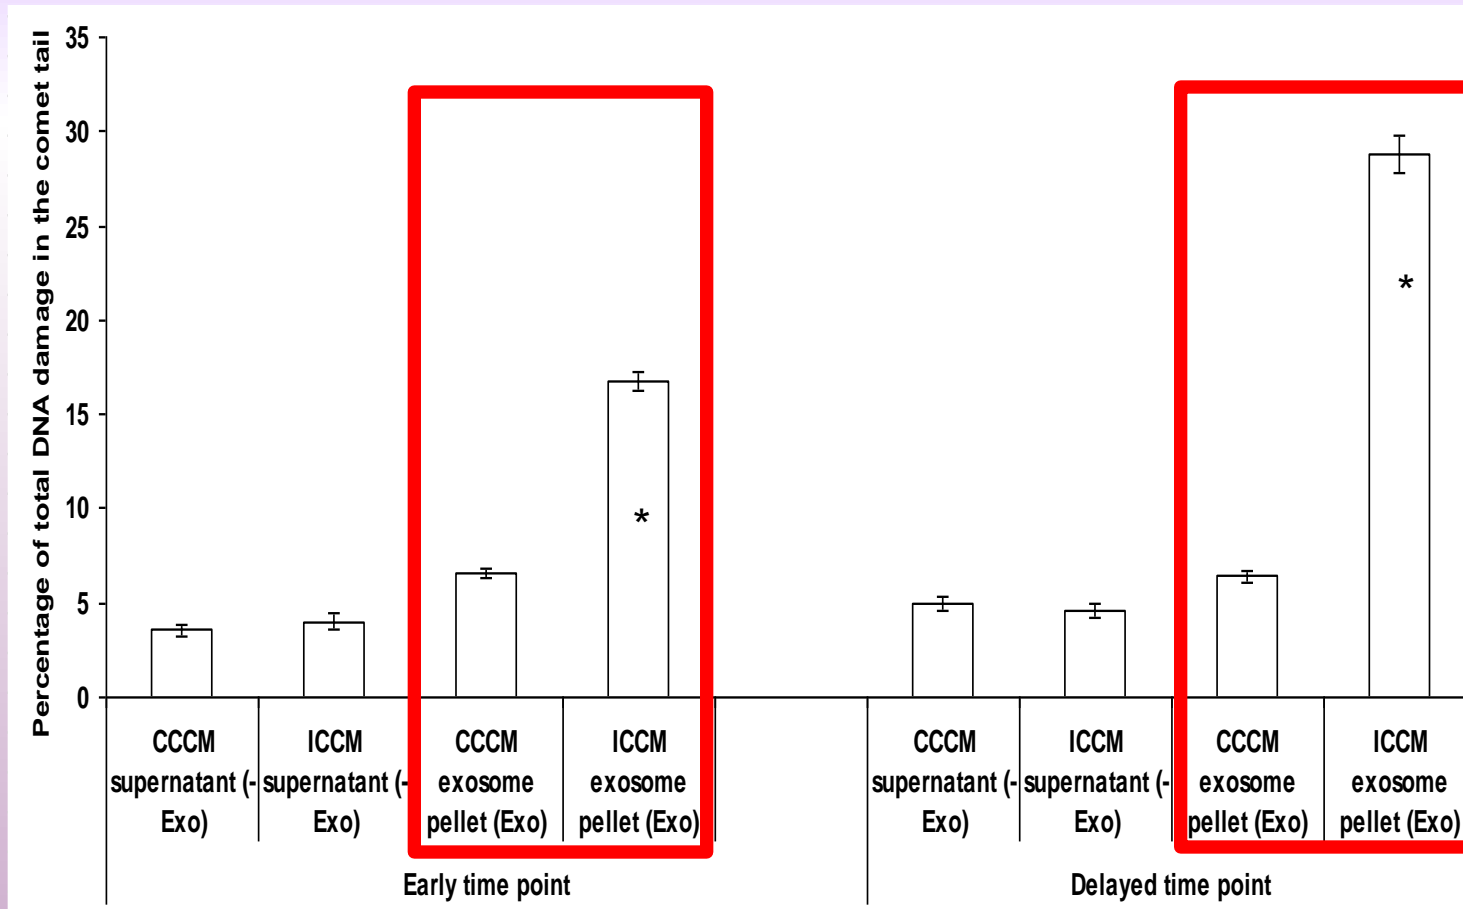 Percentage of total DNA damage in the comet tail
35
30
25
20
15
10
5
0
*
*
CCCM
supernatant (-
Exo)
ICCM
supernatant (-
Exo)
CCCM
exosome
pellet (Exo)
ICCM
exosome
pellet (Exo)
CCCM
supernatant (-
Exo)
ICCM
supernatant (-
Exo)
CCCM
exosome
pellet (Exo)
ICCM
exosome
pellet (Exo)
Early time point
Delayed time point